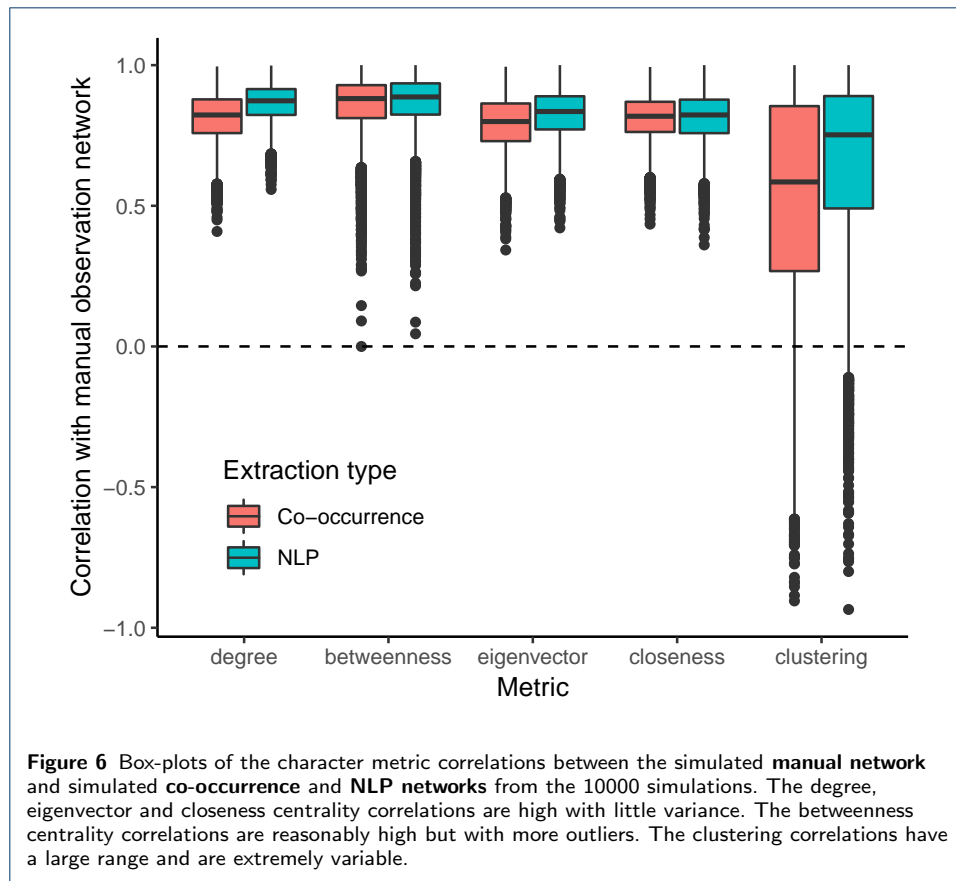 Correlation with manual observation network
1.0
0.5
0.0
−0.5
−1.0
Extraction type
Co−occurrence
NLP
degree betweenness eigenvector closeness clustering
Metric
Figure 6 Box-plots of the character metric correlations between the simulated manual network
and simulated co-occurrence and NLP networks from the 10000 simulations. The degree,
eigenvector and closeness centrality correlations are high with little variance. The betweenness
centrality correlations are reasonably high but with more outliers. The clustering correlations have
a large range and are extremely variable.